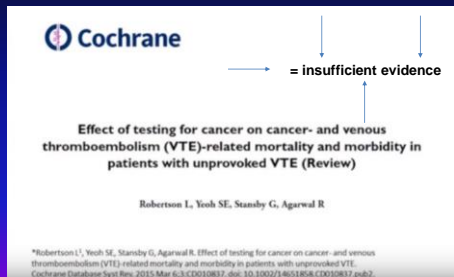 Cochrane
= insufficient evidence
Effect of testing for cancer on cancer- and venous
thromboembolism (VTE)-related mortality and morbidity in
patients with unprovoked VTE (Review)
Robertson L, Yeoh SE, Stansby G, Agarwal R
*Robertson L¹, Yeoh SE, Stansby G, Agarwal R. Effect of testing for cancer on cancer- and venous
thromboembolism (VTE)-related mortality and morbidity in patients with unprovoked VTE.
Cochrane Database Syst Rev. 2015 Mar 6;3:CD010837. doi: 10.1002/14651858.CD010837.pub2.